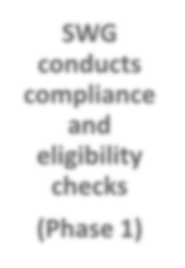 SWG
conducts
compliance
and
eligibility
checks
(Phase 1)